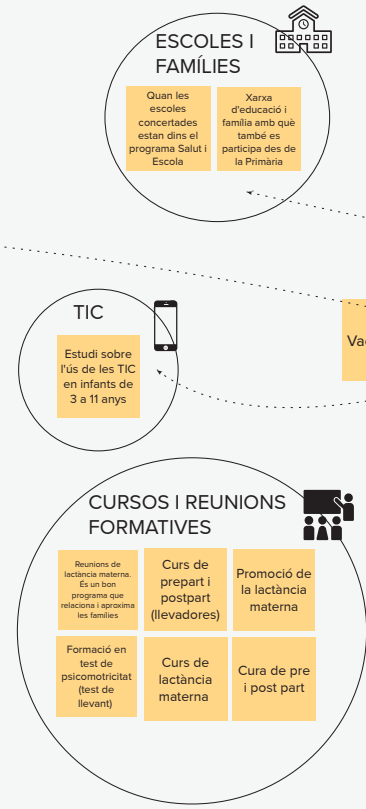 ESCOLES I
FAMÍLIES
Quan les
escoles
concertades
estan dins el
programa Salut i
Escola
Xarxa
d'educació i
família amb què
també es
participa des de
la Primària
TIC
Estudi sobre
l'ús de les TIC
en infants de
3 a 11 anys
CURSOS I REUNIONS
FORMATIVES
Reunions de
lactància materna.
És un bon
programa que
relaciona i aproxima
les famílies
Curs de
prepart i
postpart
(llevadores)
Promoció de
la lactància
materna
Formació en
test de
psicomotricitat
(test de
llevant)
Curs de
lactància
materna
Cura de pre
i post part